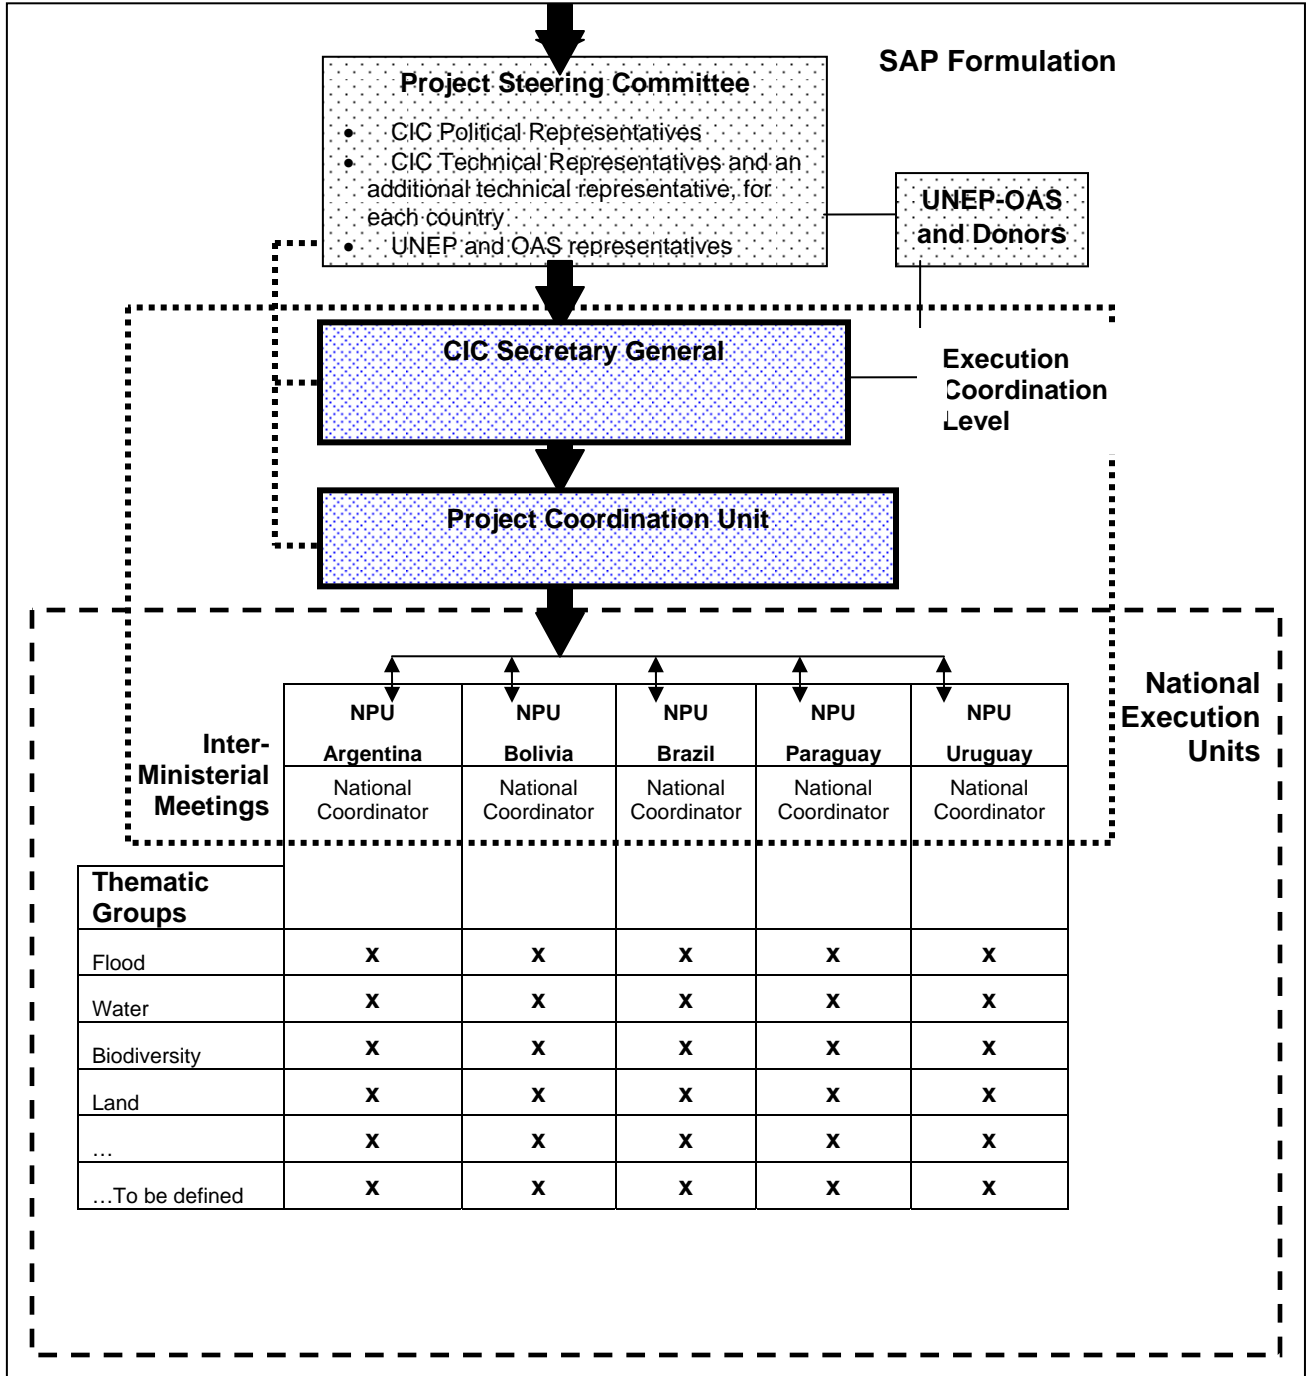 SAP Formulation
Project Steering Committee
• CIC Political Representatives
• CIC Technical Representatives and an
additional technical representative, for
each country
• UNEP and OAS representatives
UNEP-OAS
and Donors
CIC Secretary General
Execution
Coordination
Level
Project Coordination Unit
National
Execution
Units
Inter-
Ministerial
Meetings
NPU NPU NPU NPU NPU
Argentina Bolivia Brazil Paraguay Uruguay
National National National National National
Coordinator Coordinator Coordinator Coordinator Coordinator
Thematic
Groups
Flood x x x x x
Water x x x x x
Biodiversity x x x x x
Land x x x x x
… x x x x x
…To be defined x x x x x